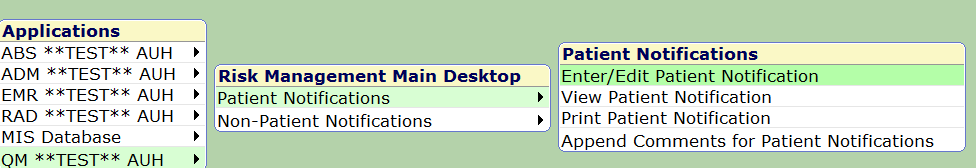 Applications
ABS **TEST** AUH
ADM **TEST** AUH
EMR **TEST** AUH
RAD **TEST** AUH
MIS Database
QM **TEST** AUH
Risk Management Main Desktop
Patient Notifications
Non-Patient Notifications
Patient Notifications
Enter/Edit Patient Notification
View Patient Notification
Print Patient Notification
Append Comments for Patient Notifications